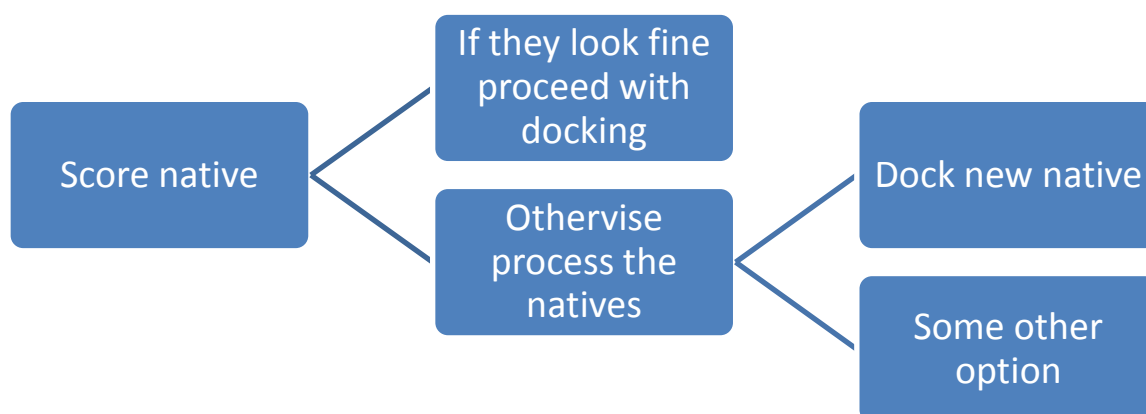 Score native
If they look fine
proceed with
docking
Othervise
process the
natives
Dock new native
Some other
option